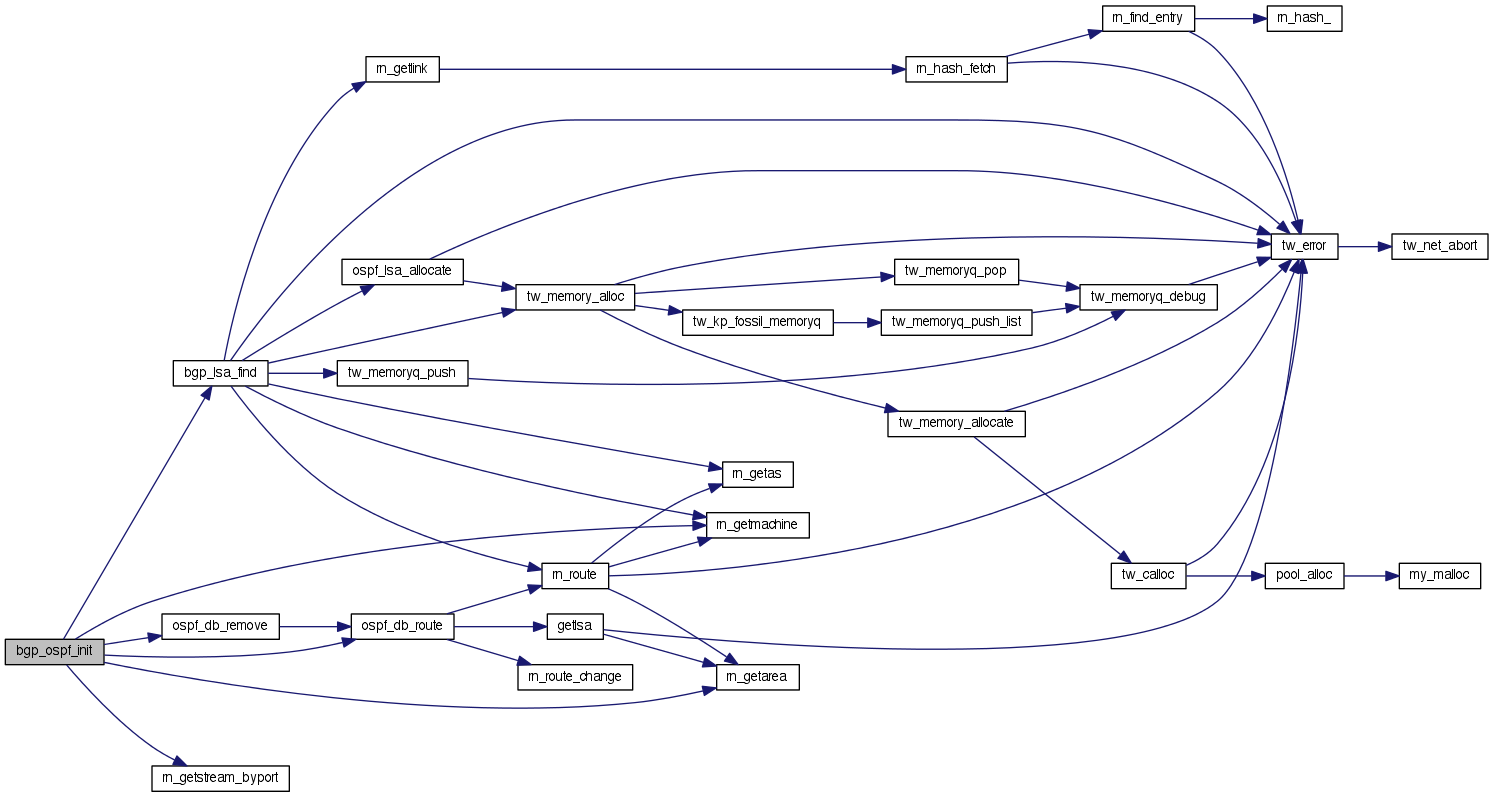 rn_find_entry
rn_hash_
rn_getlink
rn_hash_fetch
tw_error
tw_net_abort
ospf_lsa_allocate
tw_memoryq_pop
tw_memory_alloc
tw_memoryq_debug
tw_kp_fossil_memoryq
tw_memoryq_push_list
bgp_lsa_find
tw_memoryq_push
tw_memory_allocate
rn_getas
rn_getmachine
rn_route
tw_calloc
pool_alloc
my_malloc
ospf_db_remove
ospf_db_route
getlsa
bgp_ospf_init
rn_route_change
rn_getarea
rn_getstream_byport